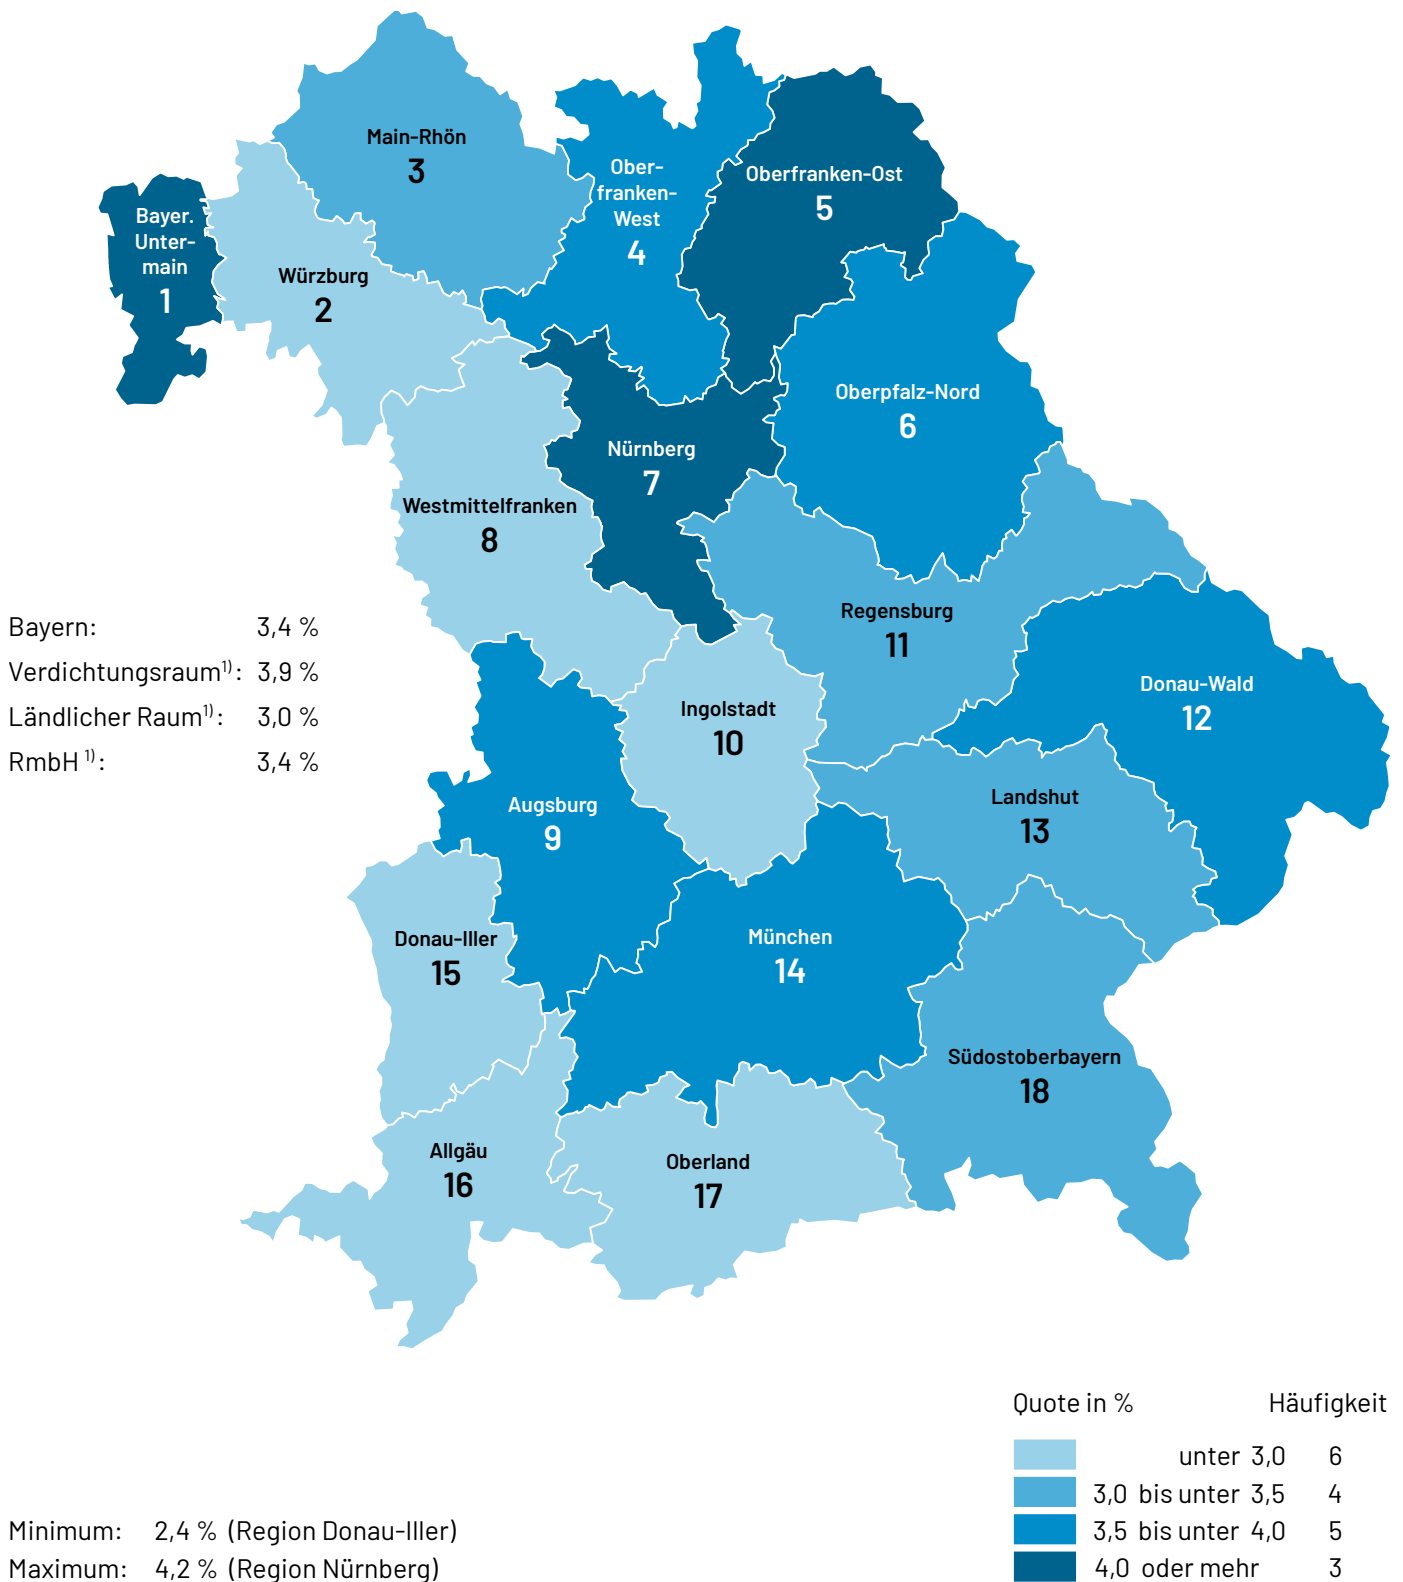 Main-Rhön
3
Ober-
franken-
West
4
Oberfranken-Ost
5
Bayer.
Unter-
main
1
Würzburg
2
Oberpfalz-Nord
6
Nürnberg
7
Westmittelfranken
8
Regensburg
11
Bayern: 3,4 %
Verdichtungsraum¹⁾: 3,9 %
Ländlicher Raum¹⁾: 3,0 %
RmbH ¹⁾: 3,4 %
Donau-Wald
12
Ingolstadt
10
Augsburg
9
Landshut
13
Donau-Iller
15
München
14
Südostoberbayern
18
Allgäu
16
Oberland
17
Quote in % Häufigkeit
unter 3,0 6
3,0 bis unter 3,5 4
3,5 bis unter 4,0 5
4,0 oder mehr 3
Minimum: 2,4 % (Region Donau-Iller)
Maximum: 4,2 % (Region Nürnberg)